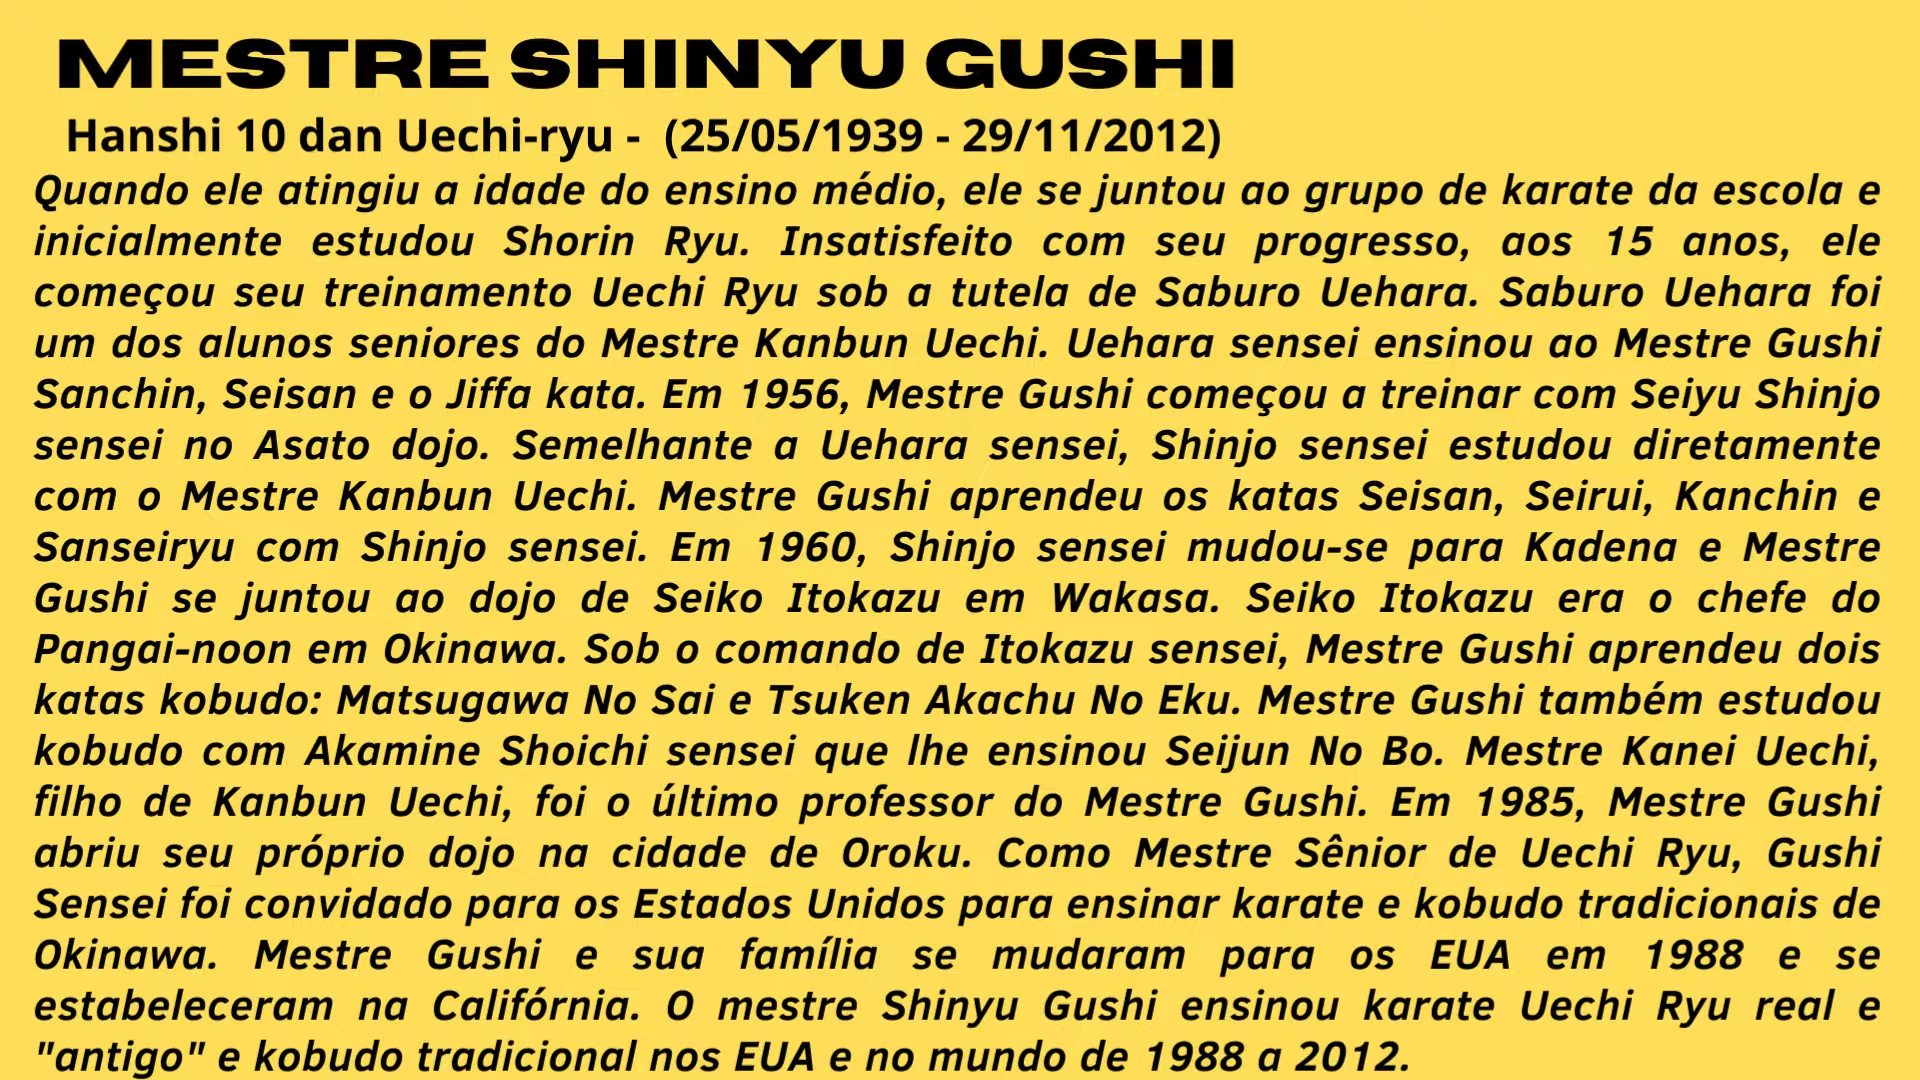 MESTRE SHINYU GUSHI
Hanshi 10 dan Uechi-ryu - (25/05/1939 - 29/11/2012)
Quando ele atingiu a idade do ensino médio, ele se juntou ao grupo de karate da escola e
inicialmente estudou Shorin Ryu. Insatisfeito com seu progresso, aos 15 anos, ele
começou seu treinamento Uechi Ryu sob a tutela de Saburo Uehara. Saburo Uehara foi
um dos alunos seniores do Mestre Kanbun Uechi. Uehara sensei ensinou ao Mestre Gushi
Sanchin, Seisan e o Jiffa kata. Em 1956, Mestre Gushi começou a treinar com Seiyu Shinjo
sensei no Asato dojo. Semelhante a Uehara sensei, Shinjo sensei estudou diretamente
com o Mestre Kanbun Uechi. Mestre Gushi aprendeu os katas Seisan, Seirui, Kanchin e
Sanseiryu com Shinjo sensei. Em 1960, Shinjo sensei mudou-se para Kadena e Mestre
Gushi se juntou ao dojo de Seiko Itokazu em Wakasa. Seiko Itokazu era o chefe do
Pangai-noon em Okinawa. Sob o comando de Itokazu sensei, Mestre Gushi aprendeu dois
katas kobudo: Matsugawa No Sai e Tsuken Akachu No Eku. Mestre Gushi também estudou
kobudo com Akamine Shoichi sensei que lhe ensinou Seijun No Bo. Mestre Kanei Uechi,
filho de Kanbun Uechi, foi o último professor do Mestre Gushi. Em 1985, Mestre Gushi
abriu seu próprio dojo na cidade de Oroku. Como Mestre Sênior de Uechi Ryu, Gushi
Sensei foi convidado para os Estados Unidos para ensinar karate e kobudo tradicionais de
Okinawa. Mestre Gushi e sua família se mudaram para os EUA em 1988 e se
estabeleceram na Califórnia. O mestre Shinyu Gushi ensinou karate Uechi Ryu real e
"antigo" e kobudo tradicional nos EUA e no mundo de 1988 a 2012.